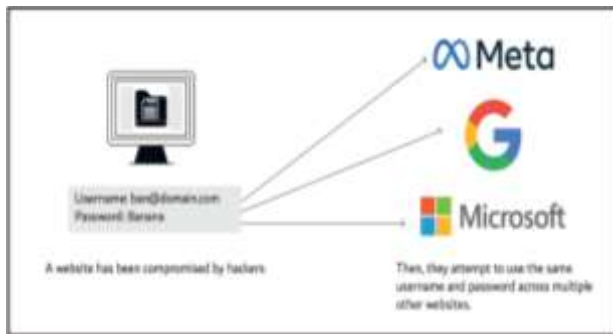 Meta
Username: ben@domain.com
Password: Banana
Microsoft
A website has been compromised by hackers
Then, they attempt to use the same
username and password across multiple
other websites.